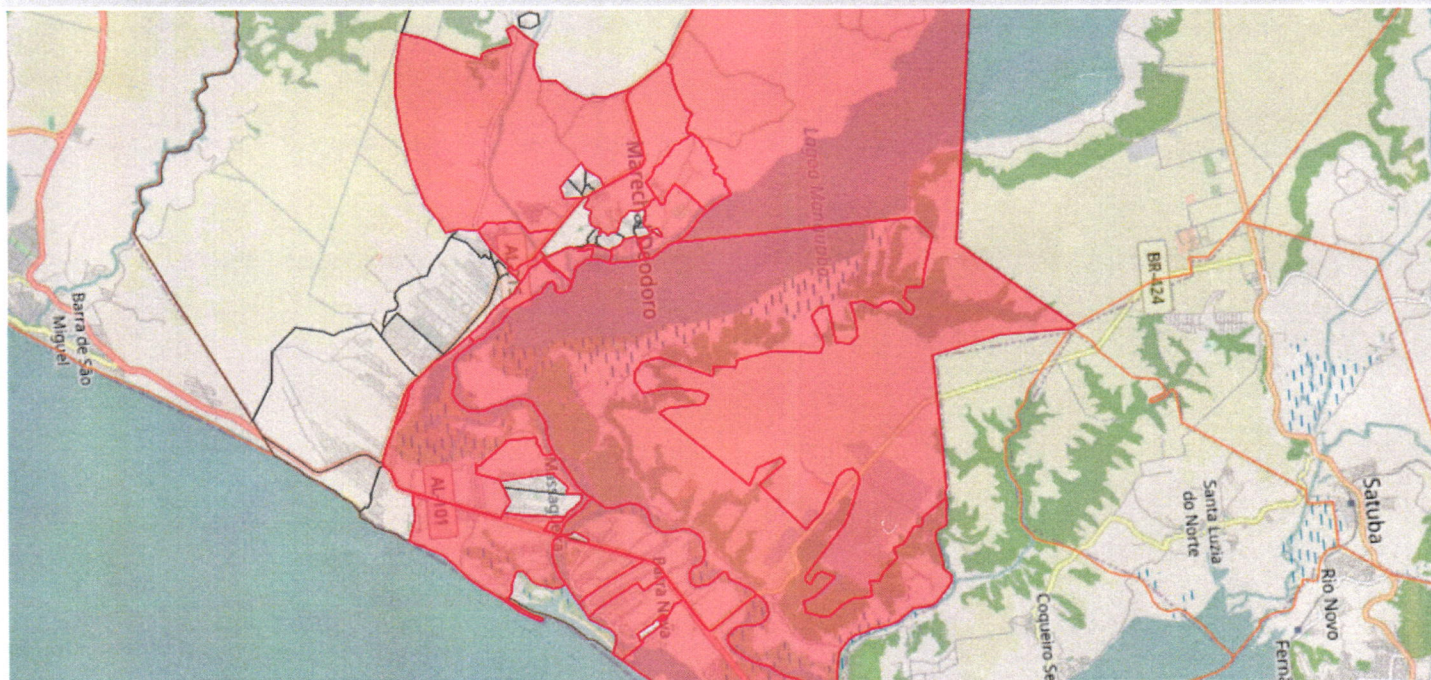 Marechal Deodoro
Lagoa Manguaba
BR-424
Satuba
Santa Luzia
do Norte
Rio Novo
Coqueiro Se
Ferna
Barra de São
Miguel
AL-101
Massagueira
Barra Nova